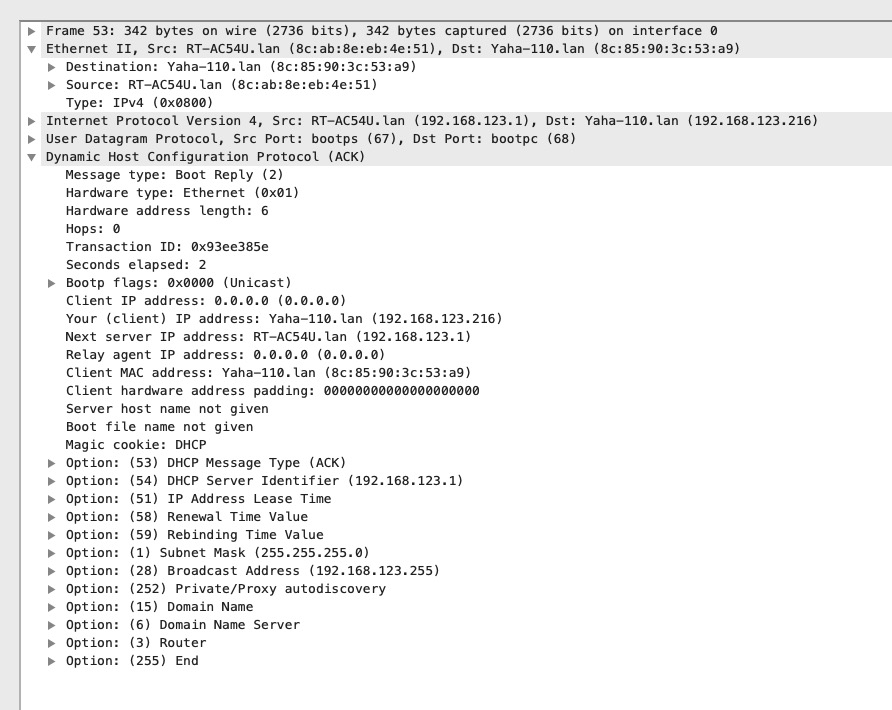 Frame 53: 342 bytes on wire (2736 bits), 342 bytes captured (2736 bits) on interface 0
Ethernet II, Src: RT-AC54U.lan (8c:ab:8e:eb:4e:51), Dst: Yaha-110.lan (8c:85:90:3c:53:a9)
Destination: Yaha-110.lan (8c:85:90:3c:53:a9)
Source: RT-AC54U.lan (8c:ab:8e:eb:4e:51)
Type: IPv4 (0x0800)
Internet Protocol Version 4, Src: RT-AC54U.lan (192.168.123.1), Dst: Yaha-110.lan (192.168.123.216)
User Datagram Protocol, Src Port: bootps (67), Dst Port: bootpc (68)
Dynamic Host Configuration Protocol (ACK)
Message type: Boot Reply (2)
Hardware type: Ethernet (0x01)
Hardware address length: 6
Hops: 0
Transaction ID: 0x93ee385e
Seconds elapsed: 2
Bootp flags: 0x0000 (Unicast)
Client IP address: 0.0.0.0 (0.0.0.0)
Your (client) IP address: Yaha-110.lan (192.168.123.216)
Next server IP address: RT-AC54U.lan (192.168.123.1)
Relay agent IP address: 0.0.0.0 (0.0.0.0)
Client MAC address: Yaha-110.lan (8c:85:90:3c:53:a9)
Client hardware address padding: 00000000000000000000
Server host name not given
Boot file name not given
Magic cookie: DHCP
Option: (53) DHCP Message Type (ACK)
Option: (54) DHCP Server Identifier (192.168.123.1)
Option: (51) IP Address Lease Time
Option: (58) Renewal Time Value
Option: (59) Rebinding Time Value
Option: (1) Subnet Mask (255.255.255.0)
Option: (28) Broadcast Address (192.168.123.255)
Option: (252) Private/Proxy autodiscovery
Option: (15) Domain Name
Option: (6) Domain Name Server
Option: (3) Router
Option: (255) End